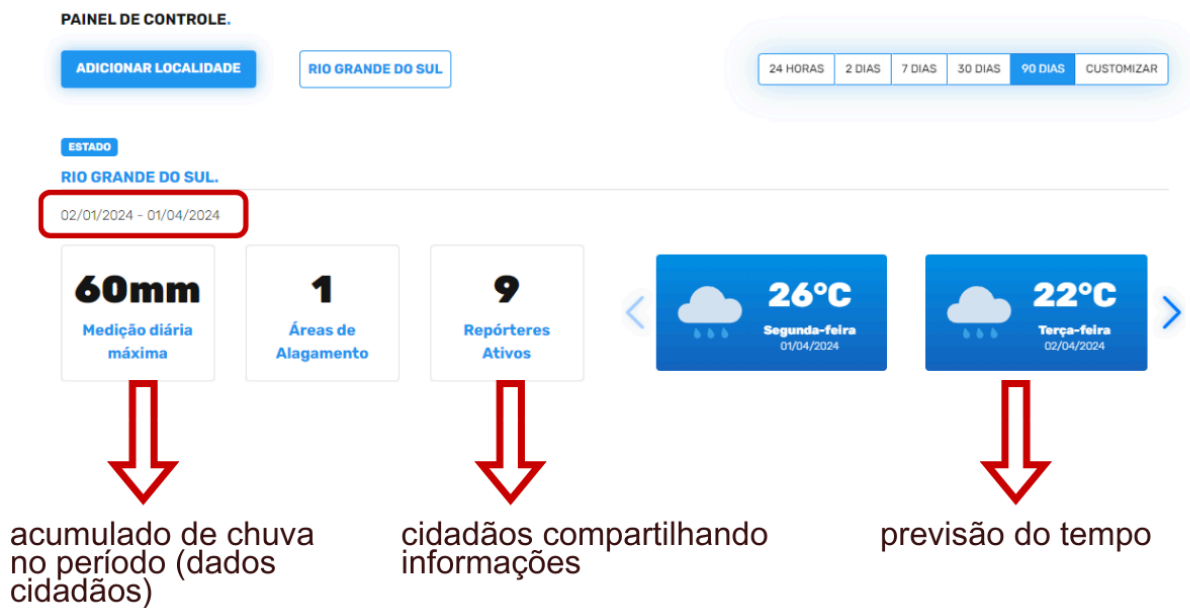 PAINEL DE CONTROLE.
ADICIONAR LOCALIDADE
RIO GRANDE DO SUL
24 HORAS
2 DIAS
7 DIAS
30 DIAS
90 DIAS
CUSTOMIZAR
ESTADO
RIO GRANDE DO SUL.
02/01/2024 - 01/04/2024
60mm
Medição diária
máxima
1
Áreas de
Alagamento
9
Repórteres
Ativos
26°C
Segunda-feira
01/04/2024
22°C
Terça-feira
02/04/2024
acumulado de chuva
no período (dados
cidadãos)
cidadãos compartilhando
informações
previsão do tempo